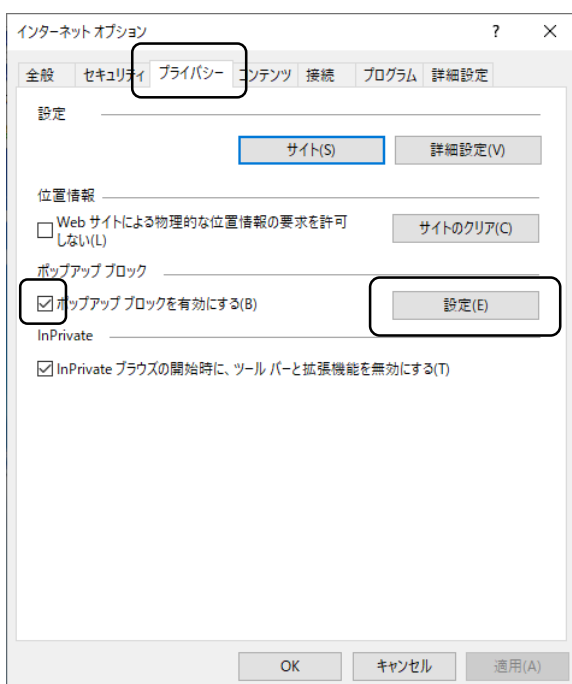 インターネット オプション ? ×
全般 セキュリティ プライバシー コンテンツ 接続 プログラム 詳細設定
設定
サイト(S) 詳細設定(V)
位置情報
Web サイトによる物理的な位置情報の要求を許可
しない(L)
サイトのクリア(C)
ポップアップ ブロック
ポップアップ ブロックを有効にする(B) 設定(E)
InPrivate
InPrivate ブラウズの開始時に、ツール バーと拡張機能を無効にする(T)
OK キャンセル 適用(A)